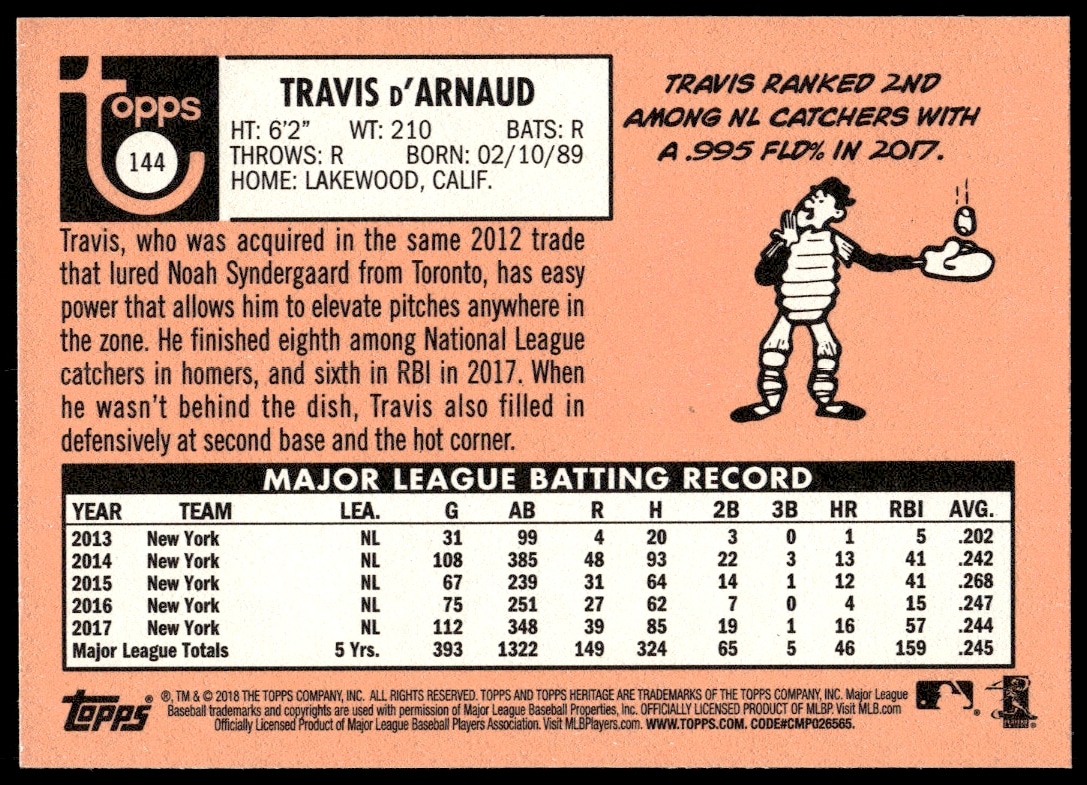 topps
144
TRAVIS D'ARNAUD
HT: 6'2" WT: 210 BATS: R
THROWS: R BORN: 02/10/89
HOME: LAKEWOOD, CALIF.
TRAVIS RANKED 2ND
AMONG NL CATCHERS WITH
A .995 FLD% IN 2017.
Travis, who was acquired in the same 2012 trade
that lured Noah Syndergaard from Toronto, has easy
power that allows him to elevate pitches anywhere in
the zone. He finished eighth among National League
catchers in homers, and sixth in RBI in 2017. When
he wasn't behind the dish, Travis also filled in
defensively at second base and the hot corner.
MAJOR LEAGUE BATTING RECORD
YEAR TEAM LEA. G AB R H 2B 3B HR RBI AVG.
2013 New York NL 31 99 4 20 3 0 1 5 .202
2014 New York NL 108 385 48 93 22 3 13 41 .242
2015 New York NL 67 239 31 64 14 1 12 41 .268
2016 New York NL 75 251 27 62 7 0 4 15 .247
2017 New York NL 112 348 39 85 19 1 16 57 .244
Major League Totals 5 Yrs. 393 1322 149 324 65 5 46 159 .245
topps® ®, TM & © 2018 THE TOPPS COMPANY, INC. ALL RIGHTS RESERVED. TOPPS AND TOPPS HERITAGE ARE TRADEMARKS OF THE TOPPS COMPANY, INC. Major League
Baseball trademarks and copyrights are used with permission of Major League Baseball Properties, Inc. OFFICIALLY LICENSED PRODUCT OF MLBP. Visit MLB.com
Officially Licensed Product of Major League Baseball Players Association. Visit MLBPlayers.com. WWW.TOPPS.COM. CODE#CMP026565.